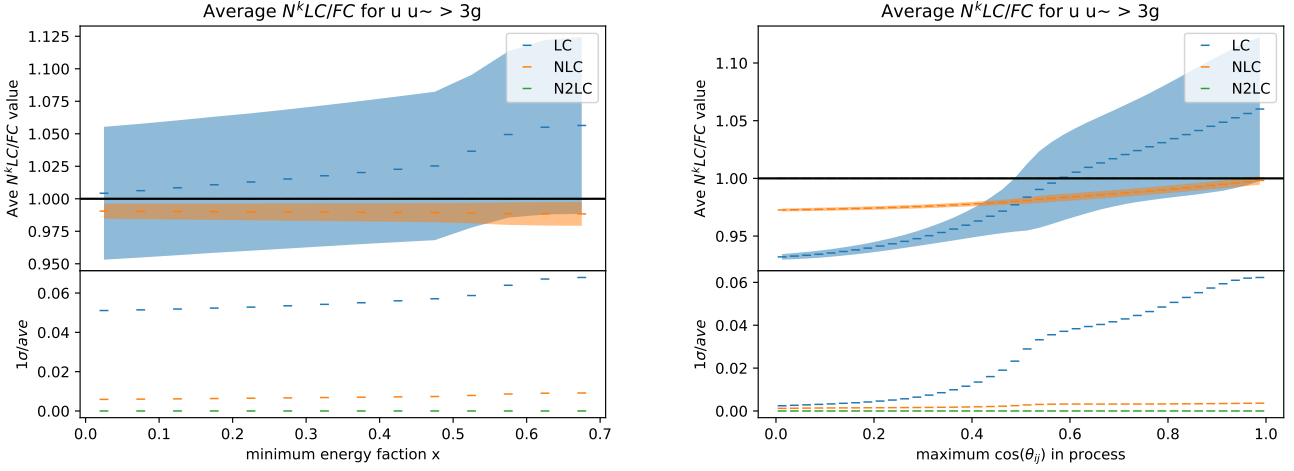 Average N^kLC/FC for u u~ > 3g
Ave N^kLC/FC value
1.125
1.100
1.075
1.050
1.025
1.000
0.975
0.950
LC
NLC
N2LC
1σ/ave
0.06
0.04
0.02
0.00
0.0 0.1 0.2 0.3 0.4 0.5 0.6 0.7
minimum energy faction x
Average N^kLC/FC for u u~ > 3g
Ave N^kLC/FC value
1.10
1.05
1.00
0.95
LC
NLC
N2LC
1σ/ave
0.06
0.04
0.02
0.00
0.0 0.2 0.4 0.6 0.8 1.0
maximum cos(θ_ij) in process